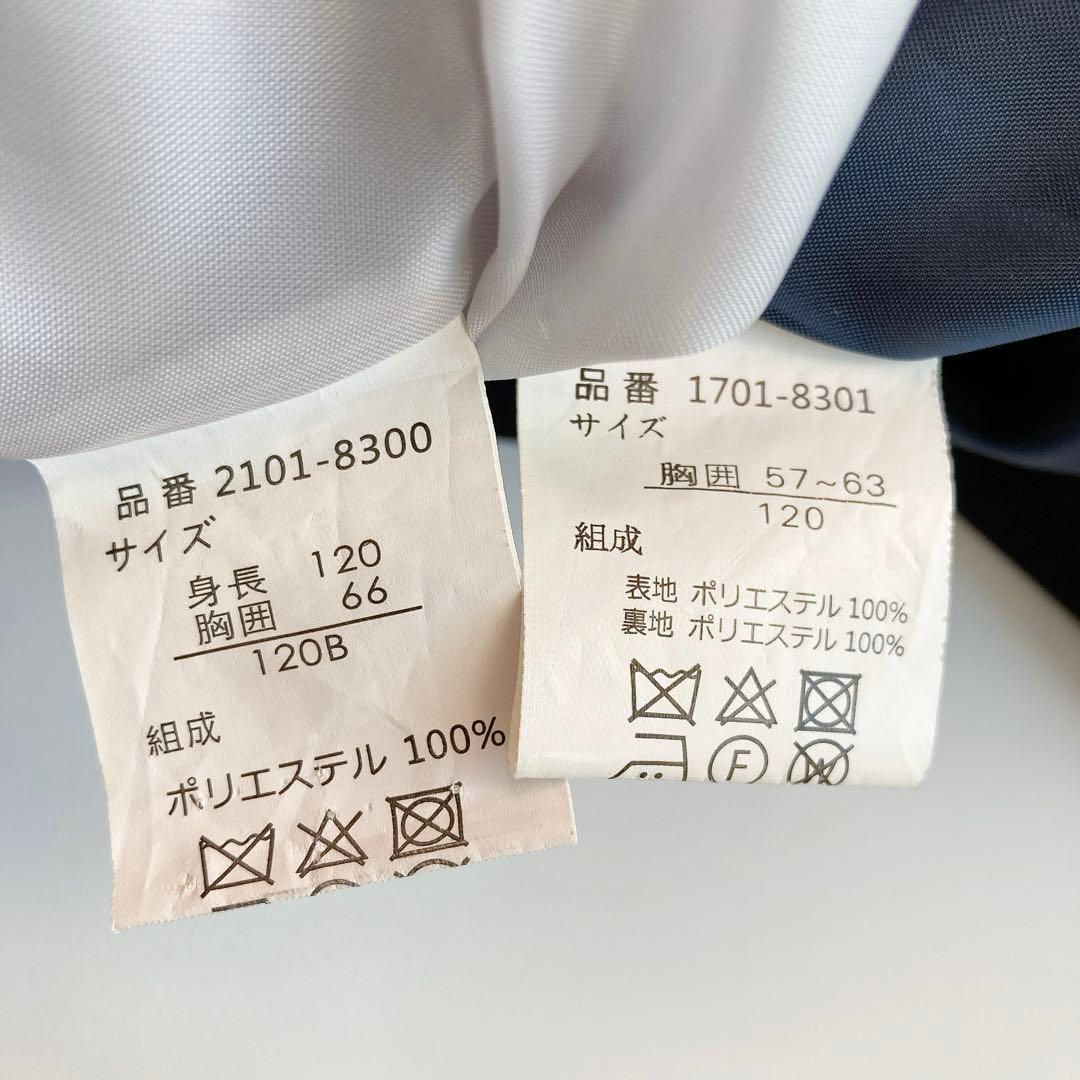 品番 2101-8300
サイズ
身長 120
胸囲 66
120B
組成
ポリエステル 100%
品番 1701-8301
サイズ
胸囲 57~63
120
組成
表地 ポリエステル 100%
裏地 ポリエステル 100%
F
W